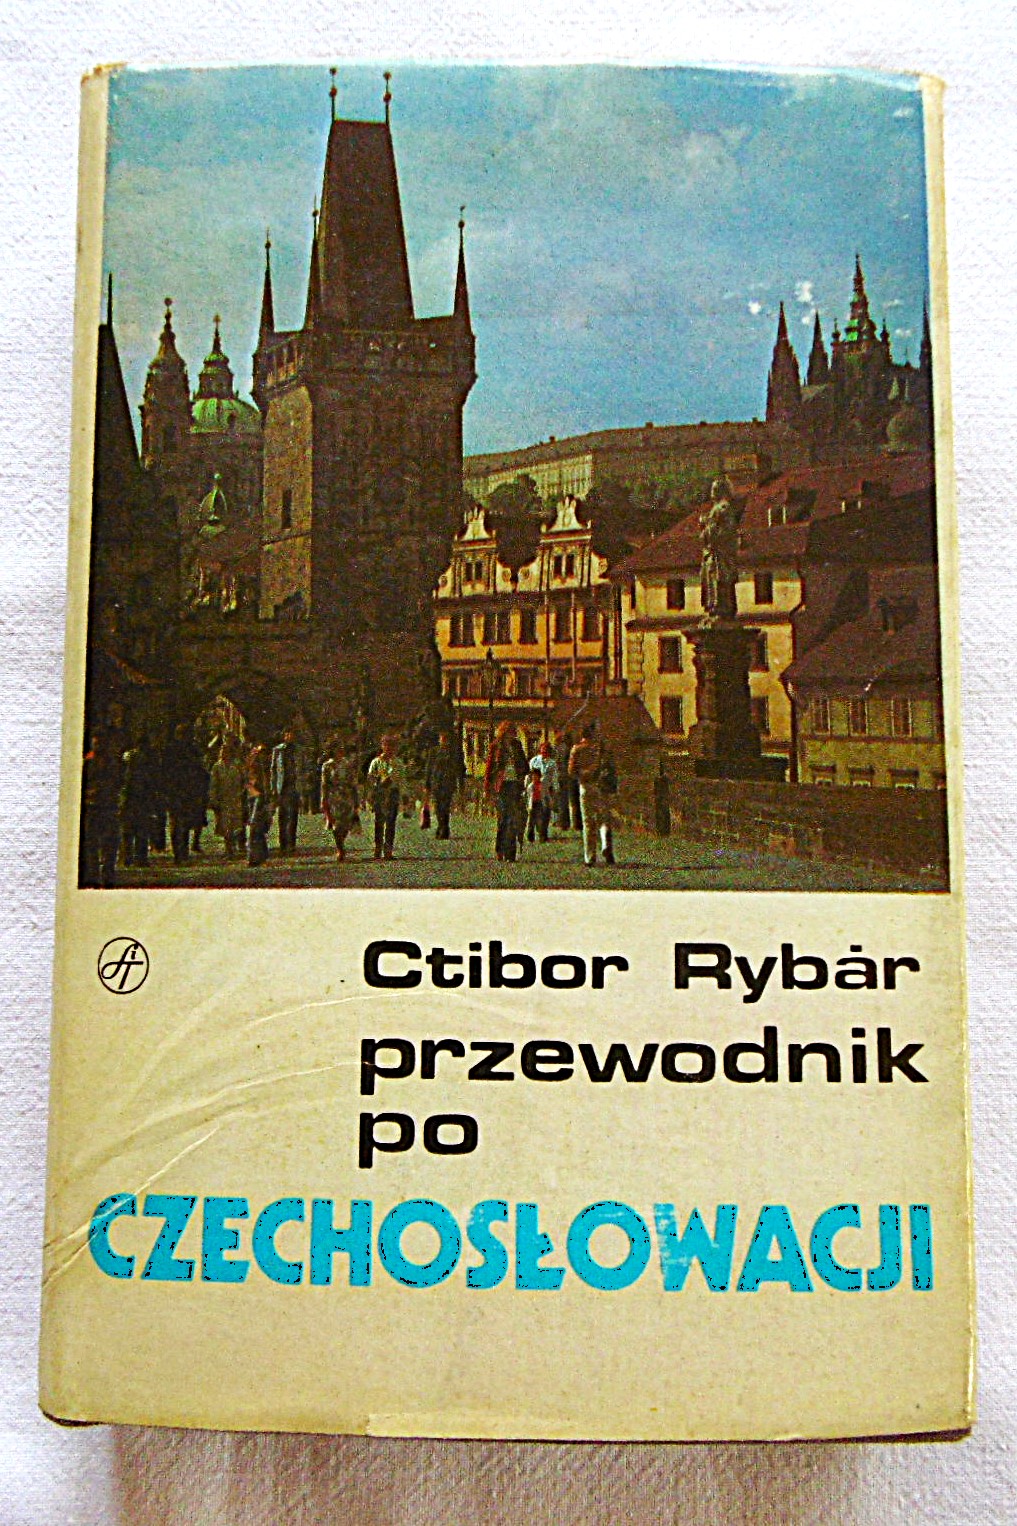 Ctibor Rybár
przewodnik
po
CZECHOSŁOWACJI